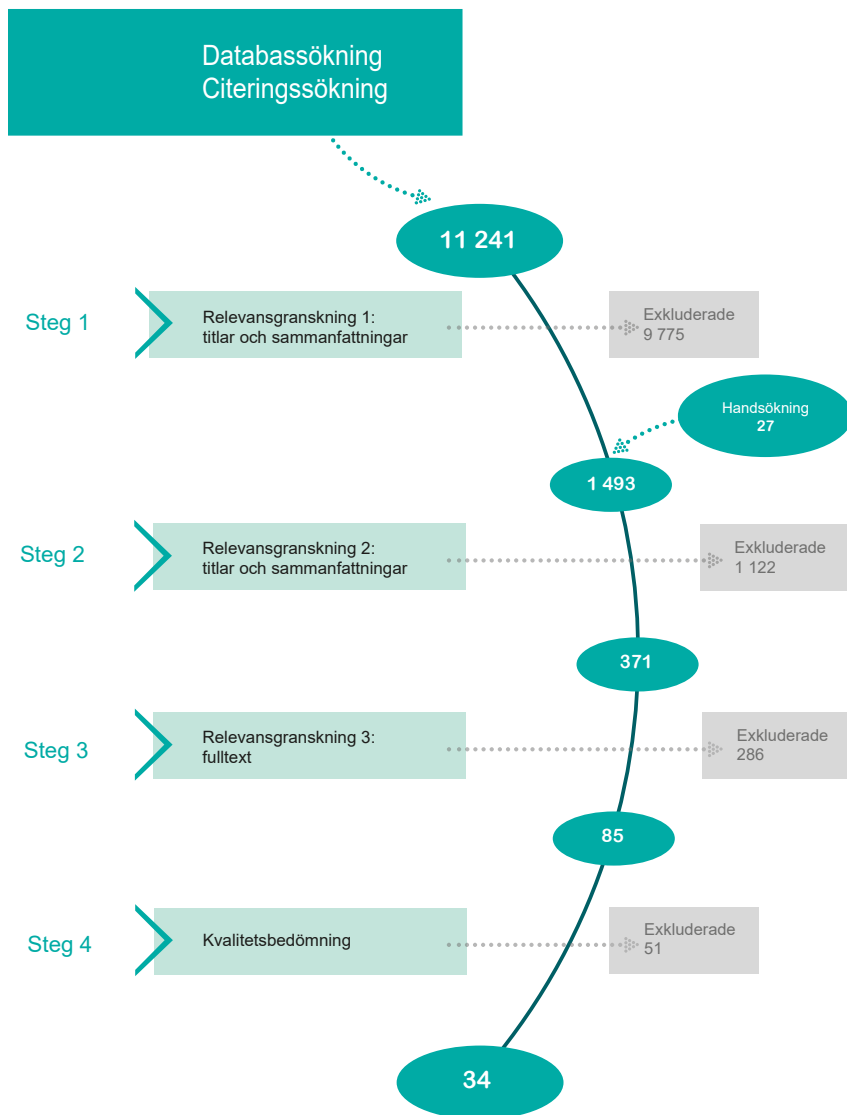 Databassökning
Citeringssökning
11 241
Steg 1
Relevansgranskning 1:
titlar och sammanfattningar
Exkluderade
9 775
Handsökning
27
1 493
Steg 2
Relevansgranskning 2:
titlar och sammanfattningar
Exkluderade
1 122
371
Steg 3
Relevansgranskning 3:
fulltext
Exkluderade
286
85
Steg 4
Kvalitetsbedömning
Exkluderade
51
34